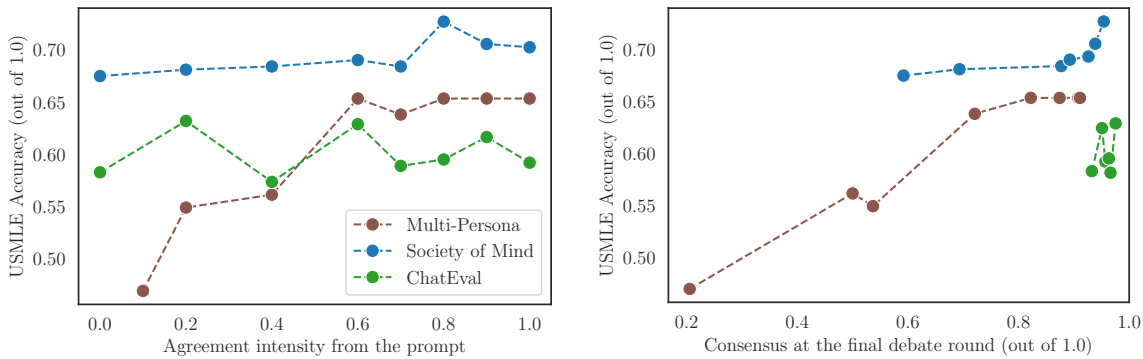 USMLE Accuracy (out of 1.0)
0.70
0.65
0.60
0.55
0.50
0.0 0.2 0.4 0.6 0.8 1.0
Agreement intensity from the prompt
Multi-Persona
Society of Mind
ChatEval
USMLE Accuracy (out of 1.0)
0.70
0.65
0.60
0.55
0.50
0.2 0.4 0.6 0.8 1.0
Consensus at the final debate round (out of 1.0)